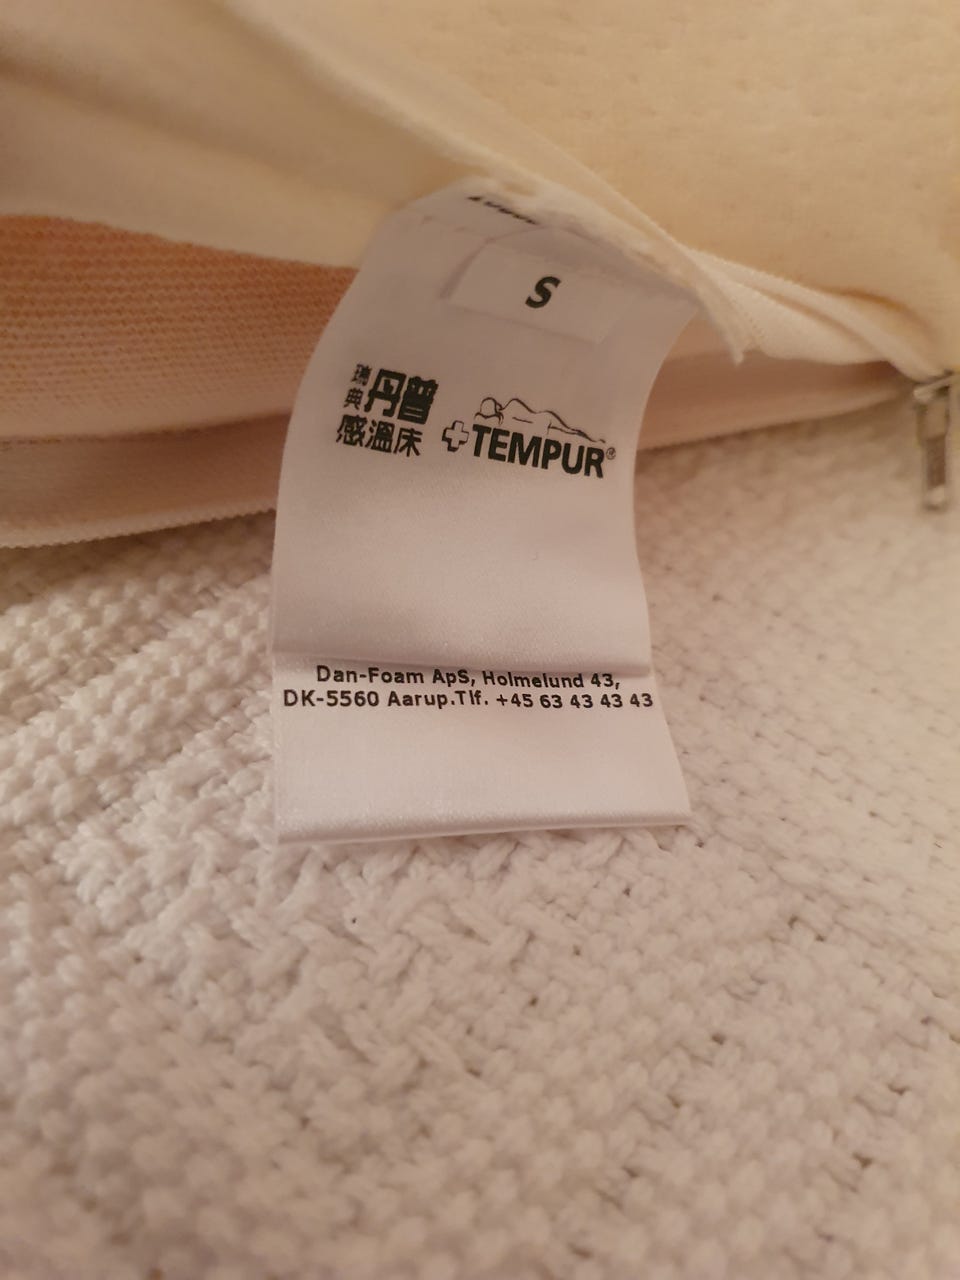 S
瑞典丹普
感溫床
TEMPUR®
Dan-Foam ApS, Holmelund 43,
DK-5560 Aarup.Tlf. +45 63 43 43 43